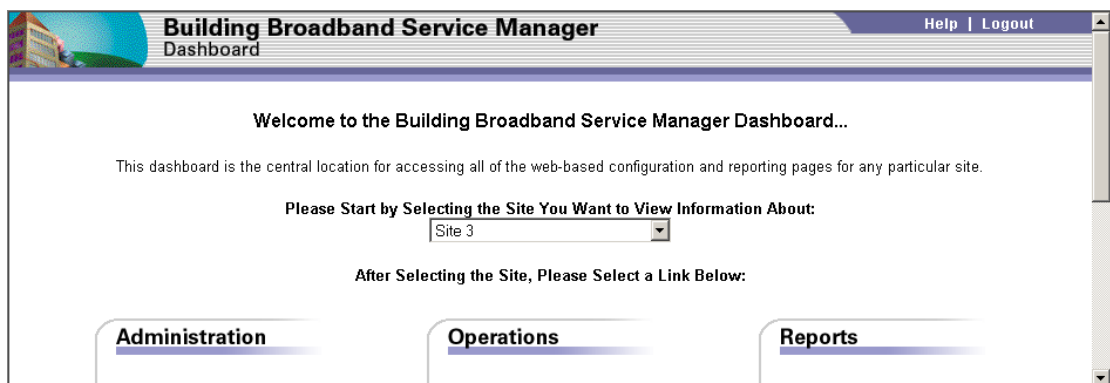 Building Broadband Service Manager
Dashboard
Help | Logout
Welcome to the Building Broadband Service Manager Dashboard...
This dashboard is the central location for accessing all of the web-based configuration and reporting pages for any particular site.
Please Start by Selecting the Site You Want to View Information About:
Site 3
After Selecting the Site, Please Select a Link Below:
Administration
Operations
Reports